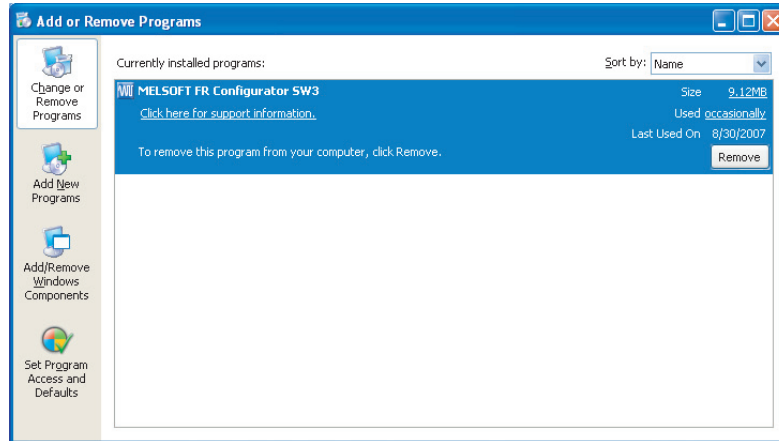 Add or Remove Programs
Change or
Remove
Programs
Add New
Programs
Add/Remove
Windows
Components
Set Program
Access and
Defaults
Currently installed programs:
Sort by: Name
MELSOFT FR Configurator SW3
Size 9.12MB
Click here for support information.
Used occasionally
Last Used On 8/30/2007
To remove this program from your computer, click Remove.
Remove